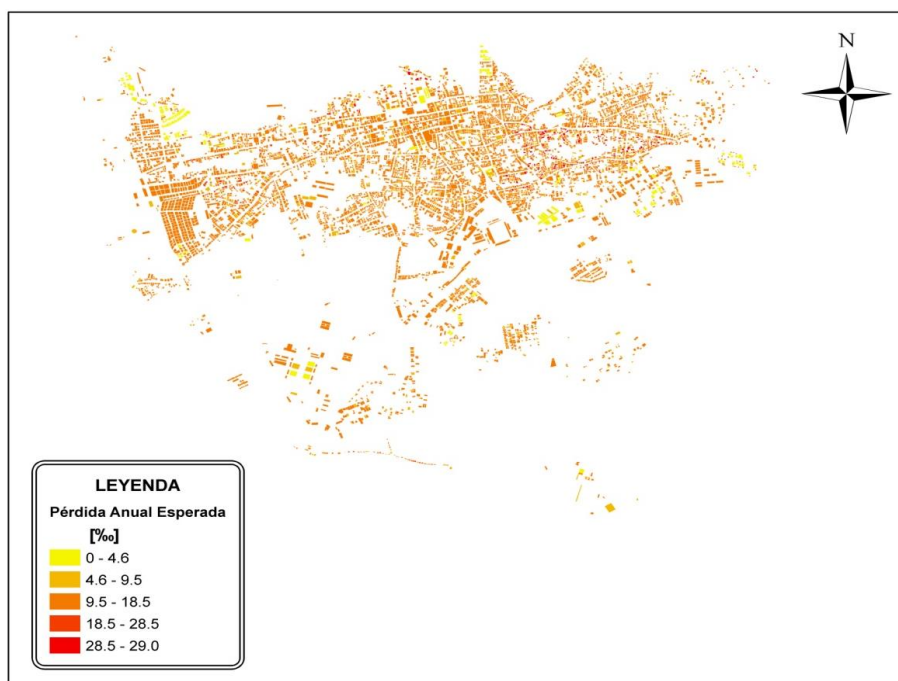 N
LEYENDA
Pérdida Anual Esperada
[‰]
0 - 4.6
4.6 - 9.5
9.5 - 18.5
18.5 - 28.5
28.5 - 29.0